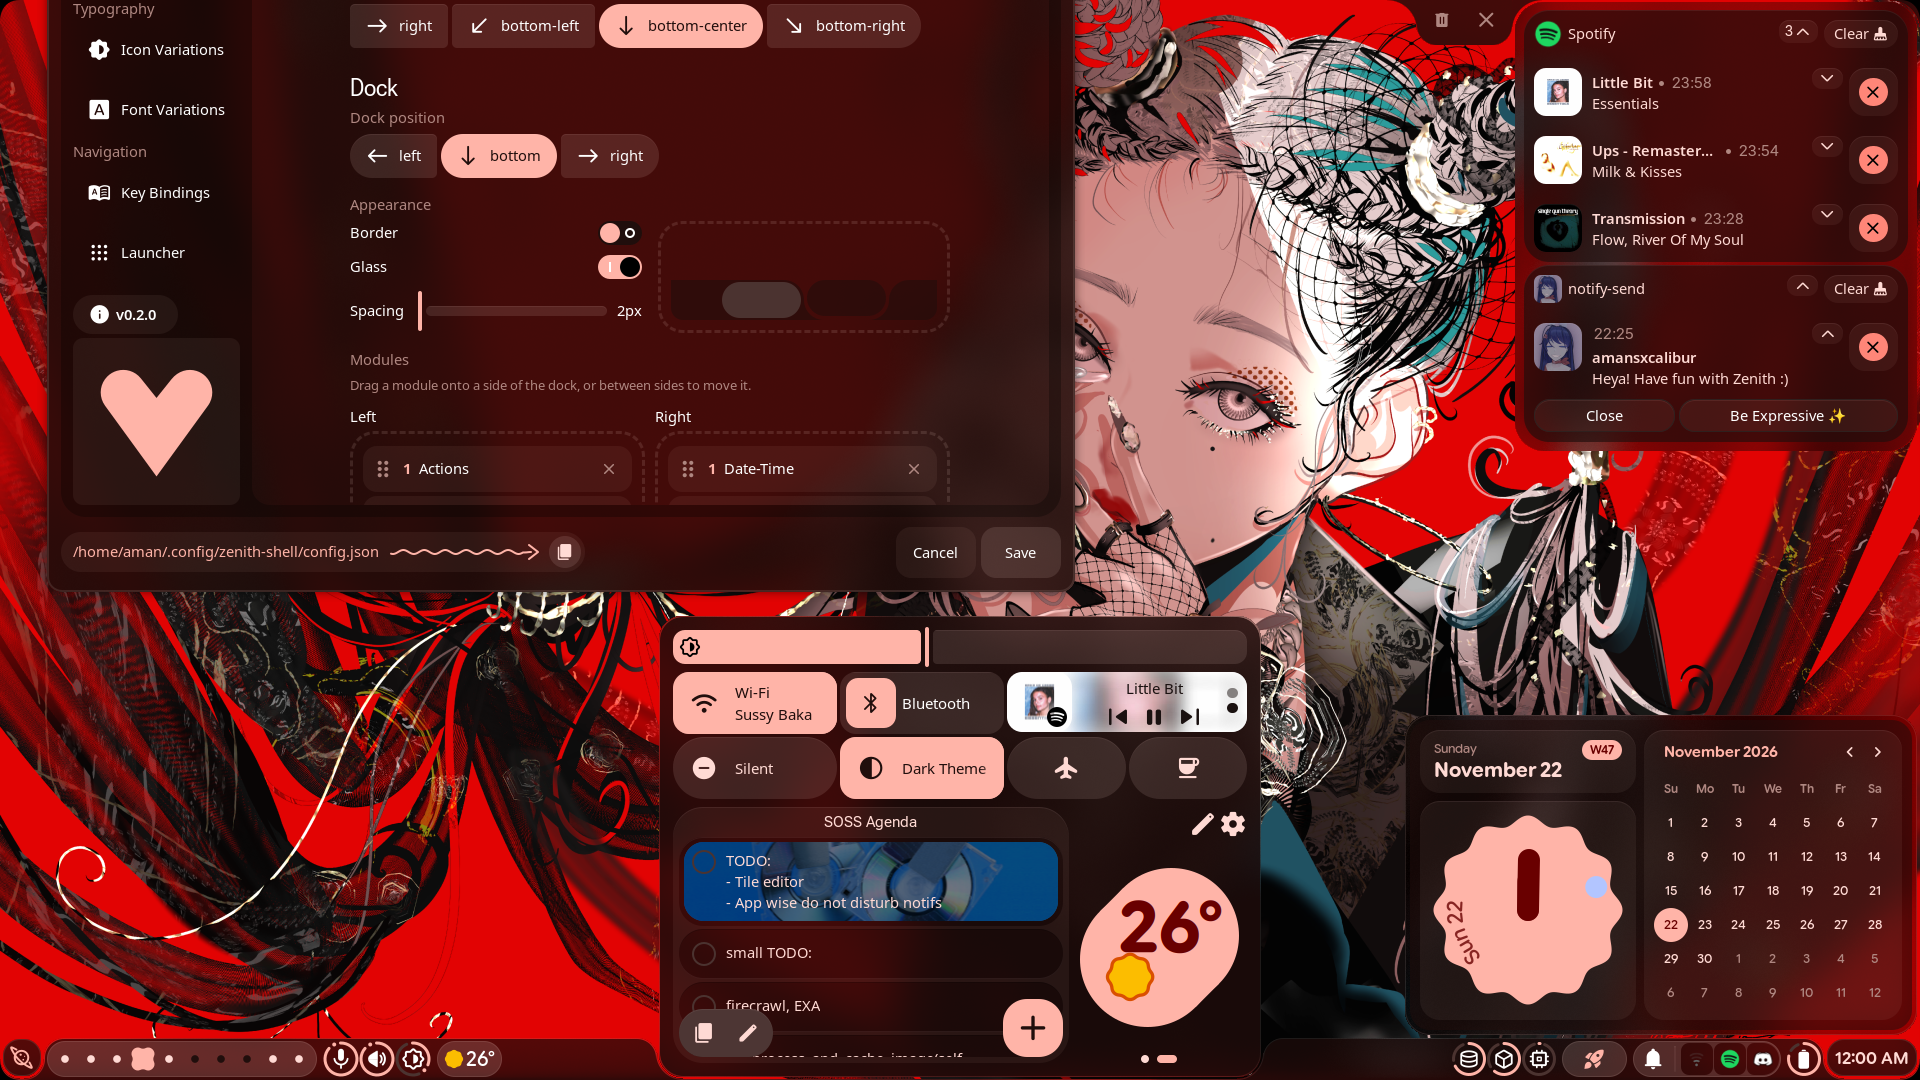 Typography
Icon Variations
Font Variations
Navigation
Key Bindings
Launcher
v0.2.0
right
bottom-left
bottom-center
bottom-right
Dock
Dock position
left
bottom
right
Appearance
Border
Glass
Spacing
2px
Modules
Drag a module onto a side of the dock, or between sides to move it.
Left
Right
1 Actions
1 Date-Time
/home/aman/.config/zenith-shell/config.json
Cancel
Save
Spotify
3
Clear
Little Bit • 23:58
Essentials
Ups - Remaster... • 23:54
Milk & Kisses
Transmission • 23:28
Flow, River Of My Soul
notify-send
Clear
22:25
amansxcalibur
Heya! Have fun with Zenith :)
Close
Be Expressive ✨
Wi-Fi
Sussy Baka
Bluetooth
Little Bit
Silent
Dark Theme
SOSS Agenda
TODO:
- Tile editor
- App wise do not disturb notifs
small TODO:
firecrawl, EXA
26°
Sunday
W47
November 22
Sun 22
November 2026
Su Mo Tu We Th Fr Sa
1 2 3 4 5 6 7
8 9 10 11 12 13 14
15 16 17 18 19 20 21
22 23 24 25 26 27 28
29 30 1 2 3 4 5
6 7 8 9 10 11 12
26°
12:00 AM